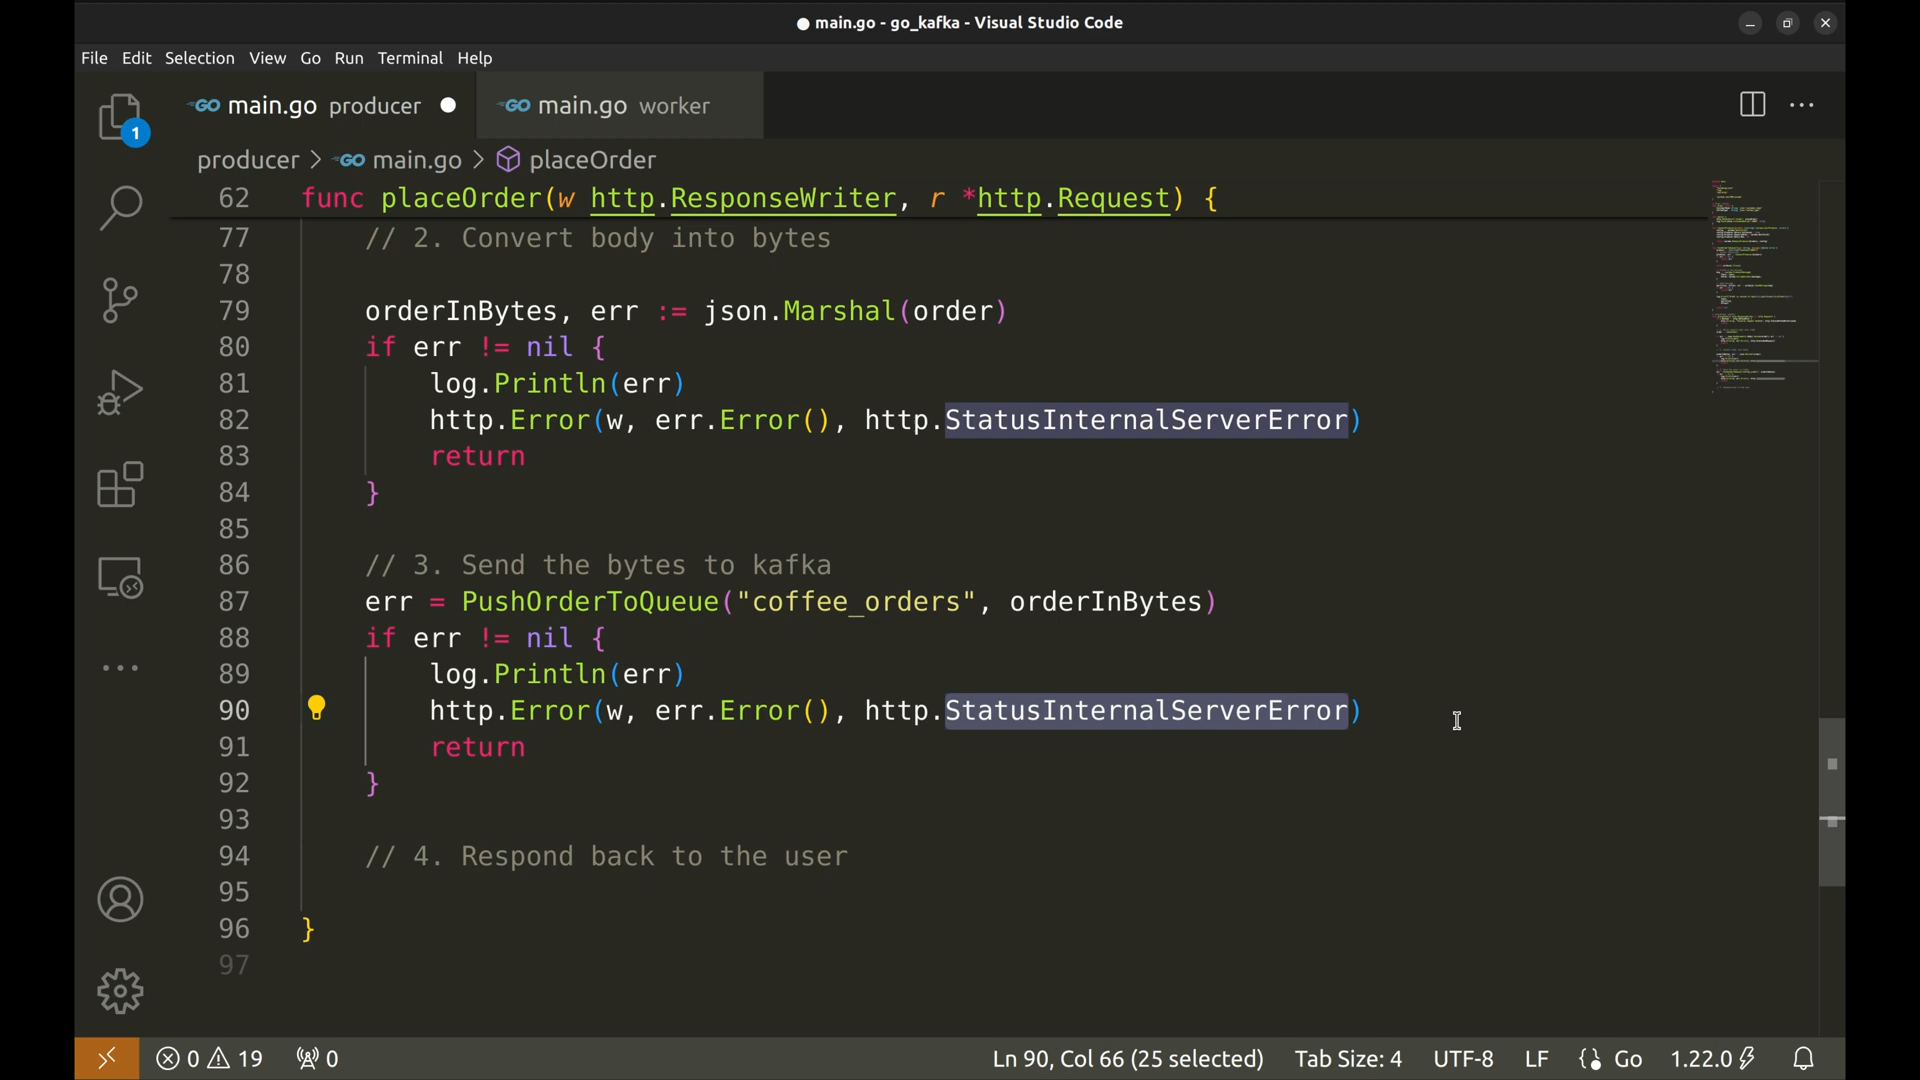 main.go - go_kafka - Visual Studio Code
File Edit Selection View Go Run Terminal Help
GO main.go producer GO main.go worker
1
producer > GO main.go > placeOrder
62 func placeOrder(w http.ResponseWriter, r *http.Request) {
77 // 2. Convert body into bytes
78
79 orderInBytes, err := json.Marshal(order)
80 if err != nil {
81 log.Println(err)
82 http.Error(w, err.Error(), http.StatusInternalServerError)
83 return
84 }
85
86 // 3. Send the bytes to kafka
87 err = PushOrderToQueue("coffee_orders", orderInBytes)
88 if err != nil {
89 log.Println(err)
90 http.Error(w, err.Error(), http.StatusInternalServerError)
91 return
92 }
93
94 // 4. Respond back to the user
95
96 }
97
0 19 0 Ln 90, Col 66 (25 selected) Tab Size: 4 UTF-8 LF Go 1.22.0